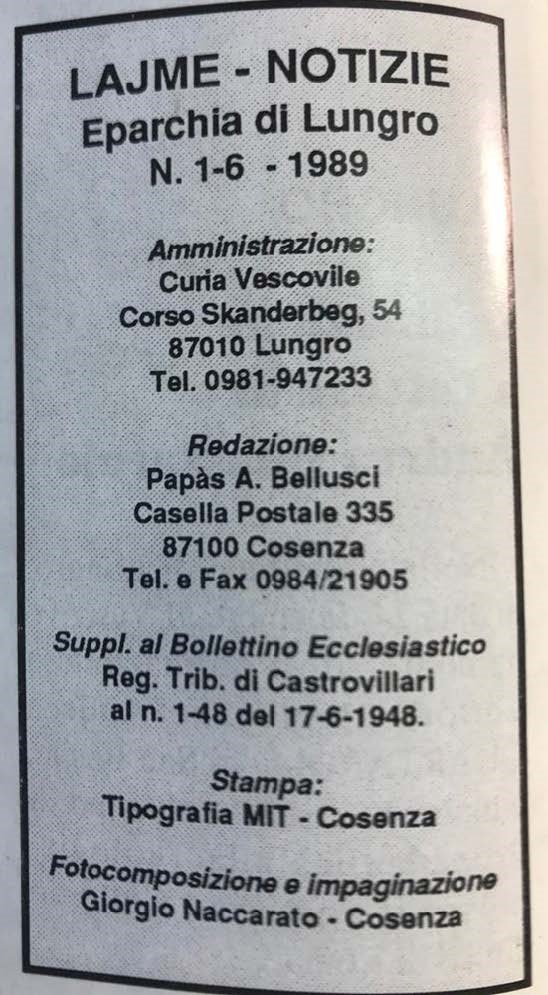 LAJME - NOTIZIE
Eparchia di Lungro
N. 1-6 - 1989
Amministrazione:
Curia Vescovile
Corso Skanderbeg, 54
87010 Lungro
Tel. 0981-947233
Redazione:
Papàs A. Bellusci
Casella Postale 335
87100 Cosenza
Tel. e Fax 0984/21905
Suppl. al Bollettino Ecclesiastico
Reg. Trib. di Castrovillari
al n. 1-48 del 17-6-1948.
Stampa:
Tipografia MIT - Cosenza
Fotocomposizione e impaginazione
Giorgio Naccarato - Cosenza